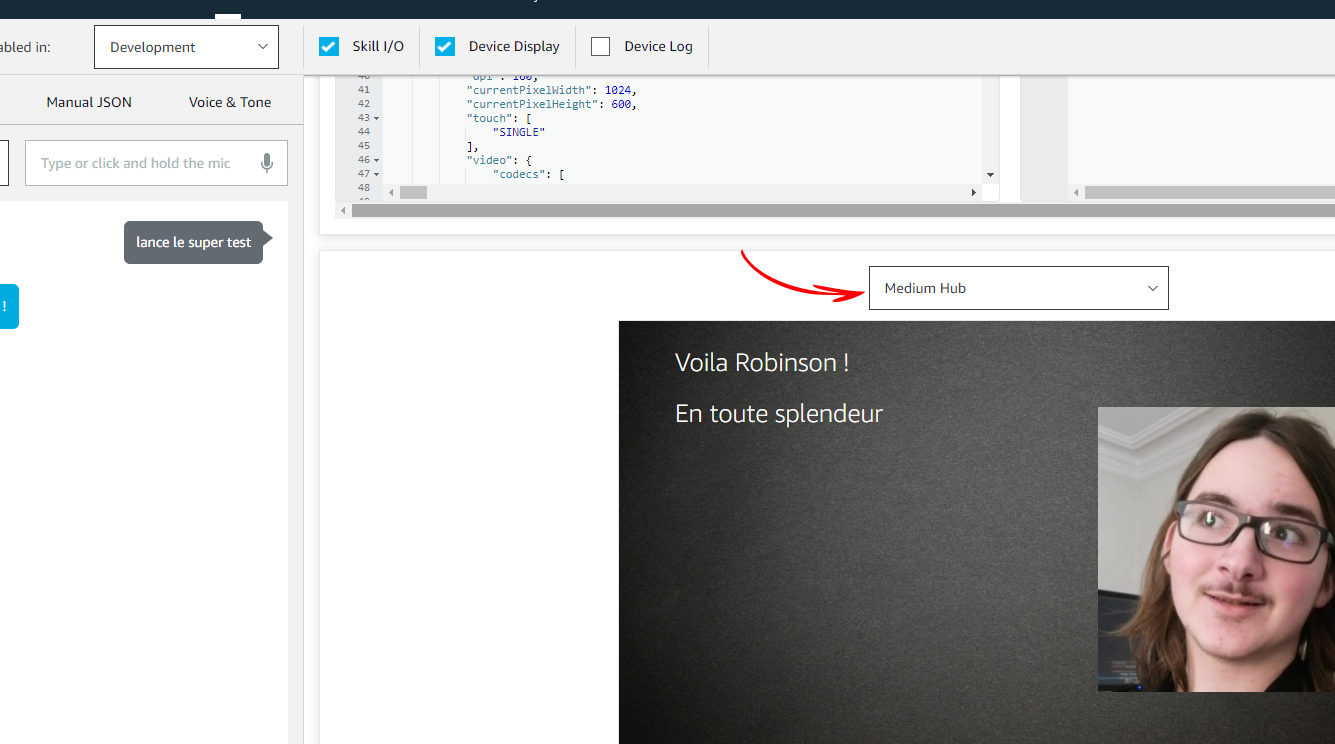 abled in:
Development
Skill I/O
Device Display
Device Log
Manual JSON
Voice & Tone
Type or click and hold the mic
lance le super test
!
40 "dpi": 160,
41 "currentPixelWidth": 1024,
42 "currentPixelHeight": 600,
43 "touch": [
44 "SINGLE"
45 ],
46 "video": {
47 "codecs": [
48
Medium Hub
Voila Robinson !
En toute splendeur